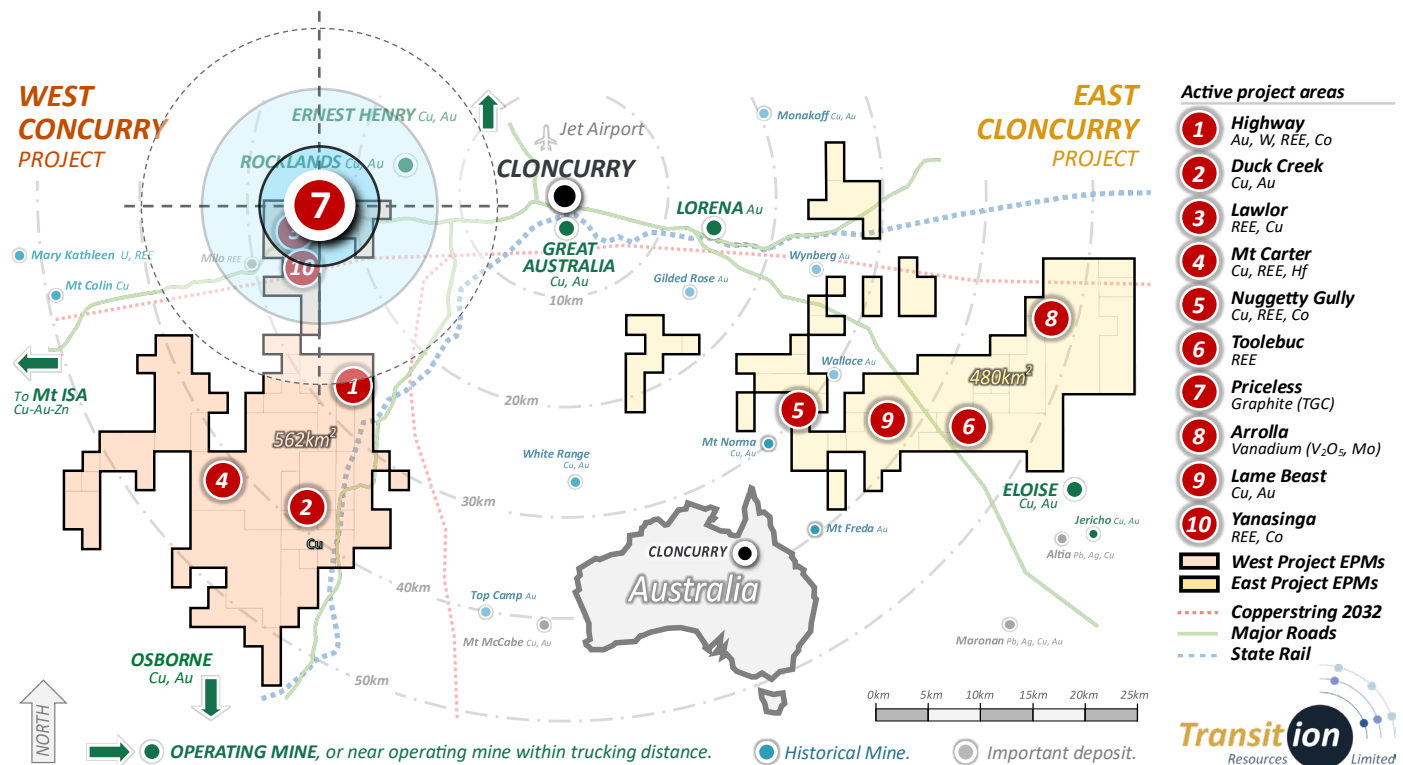 WEST
CONCURRY
PROJECT
ERNEST HENRY Cu, Au
Jet Airport
Monakoff Cu, Au
EAST
CLONCURRY
PROJECT
ROCKLANDS Cu, Au
CLONCURRY
7
3
10
LORENA Au
Mary Kathleen U, REE
Milo REE
Mt Colin Cu
GREAT
AUSTRALIA
Cu, Au
10km
Gilded Rose Au
Wynberg Au
To Mt ISA
Cu-Au-Zn
1
8
Wallace Au
480km²
20km
5
9
6
562km²
4
2
Cu
White Range
Cu, Au
Mt Norma
Cu, Au
30km
ELOISE
Cu, Au
Jericho Cu, Au
Altia Pb, Ag, Cu
Mt Freda Au
CLONCURRY
Australia
40km
Top Camp Au
Mt McCabe Cu, Au
Maronan Pb, Ag, Cu, Au
OSBORNE
Cu, Au
50km
0km 5km 10km 15km 20km 25km
NORTH
OPERATING MINE, or near operating mine within trucking distance.
Historical Mine.
Important deposit.
Active project areas
1 Highway
Au, W, REE, Co
2 Duck Creek
Cu, Au
3 Lawlor
REE, Cu
4 Mt Carter
Cu, REE, Hf
5 Nuggetty Gully
Cu, REE, Co
6 Toolebuc
REE
7 Priceless
Graphite (TGC)
8 Arrolla
Vanadium (V₂O₅, Mo)
9 Lame Beast
Cu, Au
10 Yanasinga
REE, Co
West Project EPMs
East Project EPMs
Copperstring 2032
Major Roads
State Rail
Transition
Resources Limited